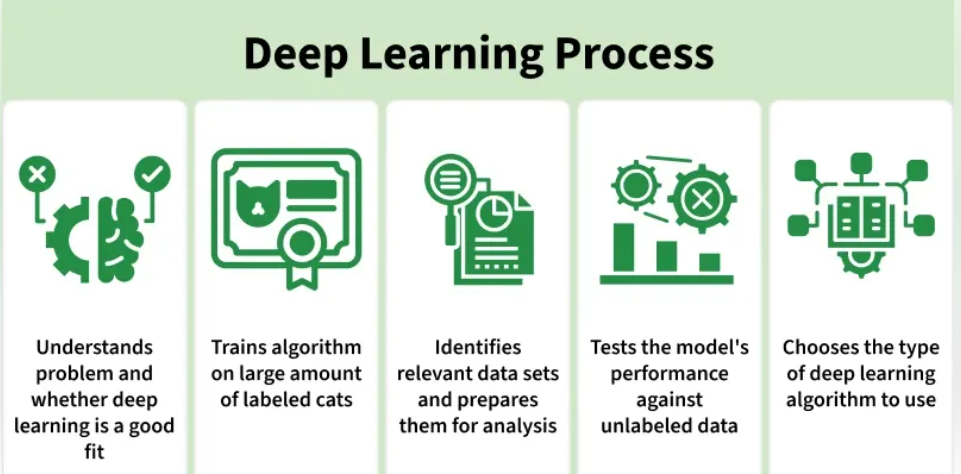 Deep Learning Process
Understands
problem and
whether deep
learning is a good
fit
Trains algorithm
on large amount
of labeled cats
Identifies
relevant data sets
and prepares
them for analysis
Tests the model's
performance
against
unlabeled data
Chooses the type
of deep learning
algorithm to use